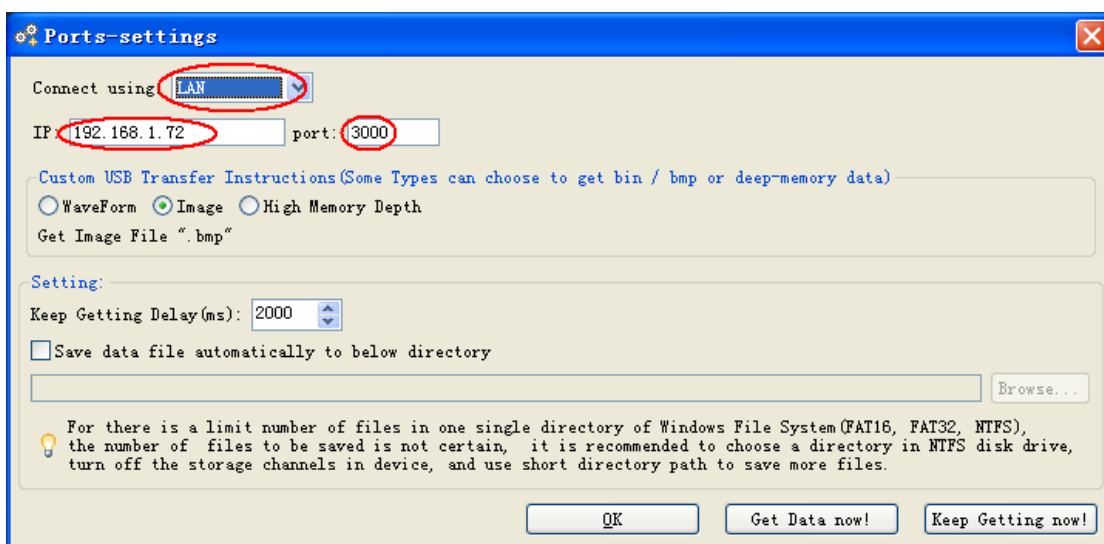 Ports-settings
Connect using: LAN
IP: 192.168.1.72 port: 3000
Custom USB Transfer Instructions(Some Types can choose to get bin / bmp or deep-memory data)
WaveForm Image High Memory Depth
Get Image File ".bmp"
Setting:
Keep Getting Delay(ms): 2000
Save data file automatically to below directory
Browse...
For there is a limit number of files in one single directory of Windows File System(FAT16, FAT32, NTFS),
the number of files to be saved is not certain, it is recommended to choose a directory in NTFS disk drive,
turn off the storage channels in device, and use short directory path to save more files.
OK Get Data now! Keep Getting now!